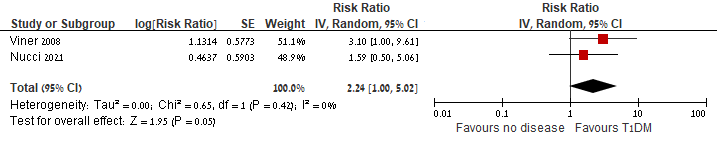 Risk Ratio Risk Ratio
Study or Subgroup log[Risk Ratio] SE Weight IV, Random, 95% CI IV, Random, 95% CI
Viner 2008 1.1314 0.5773 51.1% 3.10 [1.00, 9.61]
Nucci 2021 0.4637 0.5903 48.9% 1.59 [0.50, 5.06]
Total (95% CI) 100.0% 2.24 [1.00, 5.02]
Heterogeneity: Tau² = 0.00; Chi² = 0.65, df = 1 (P = 0.42); I² = 0%
Test for overall effect: Z = 1.95 (P = 0.05)
0.01 0.1 1 10 100
Favours no disease Favours T1DM